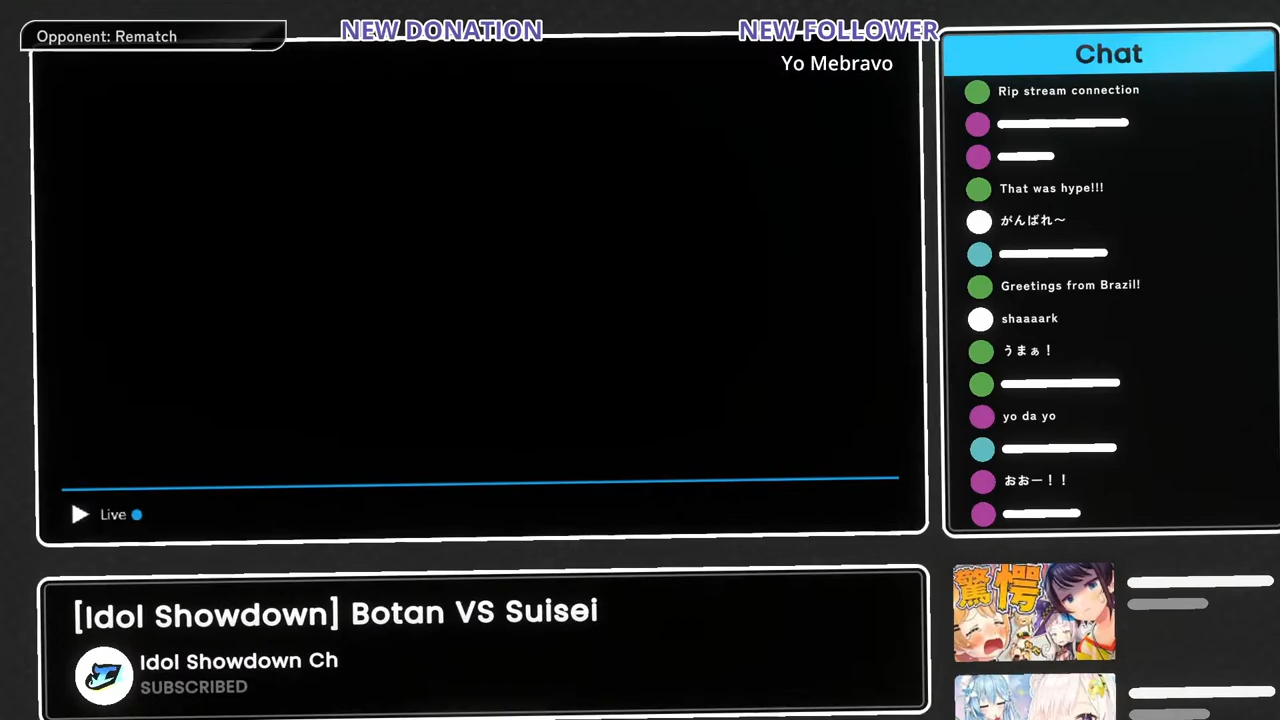 Opponent: Rematch
NEW DONATION
NEW FOLLOWER
Yo Mebravo
Chat
Rip stream connection
That was hype!!!
がんばれ～
Greetings from Brazil!
shaaaark
うまぁ！
yo da yo
おおー！！
Live
[Idol Showdown] Botan VS Suisei
Idol Showdown Ch
SUBSCRIBED
驚愕